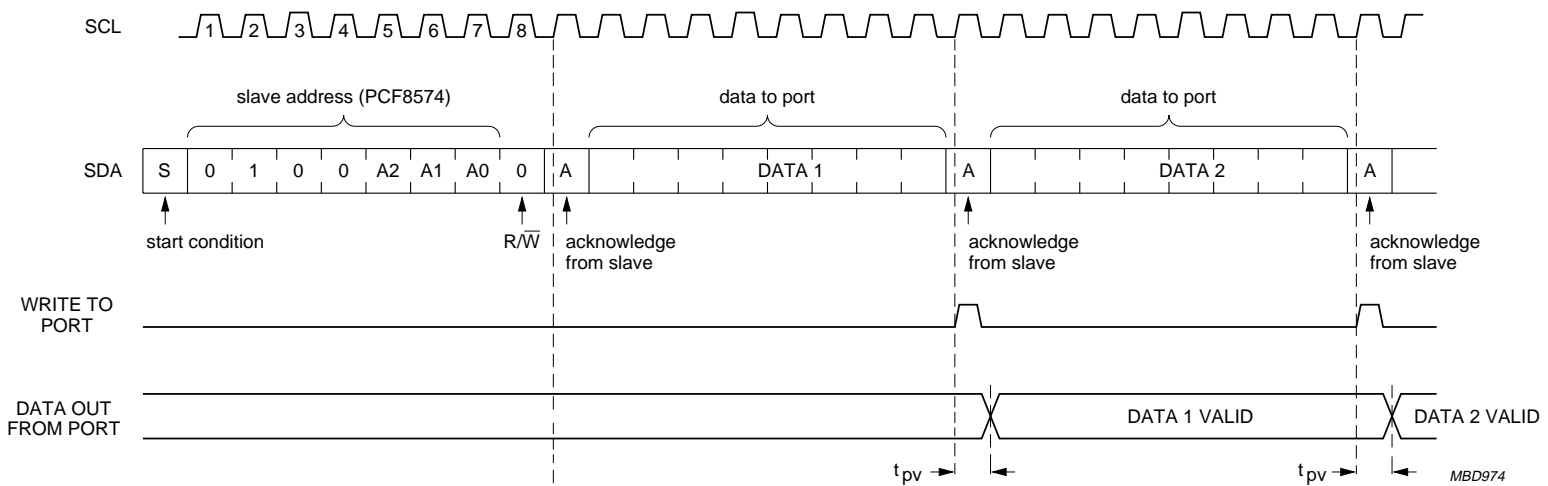 SCL
1 2 3 4 5 6 7 8
slave address (PCF8574) data to port data to port
SDA S 0 1 0 0 A2 A1 A0 0 A DATA 1 A DATA 2 A
start condition R/W̅ acknowledge from slave acknowledge from slave acknowledge from slave
WRITE TO
PORT
DATA OUT
FROM PORT
DATA 1 VALID DATA 2 VALID
tpv tpv MBD974